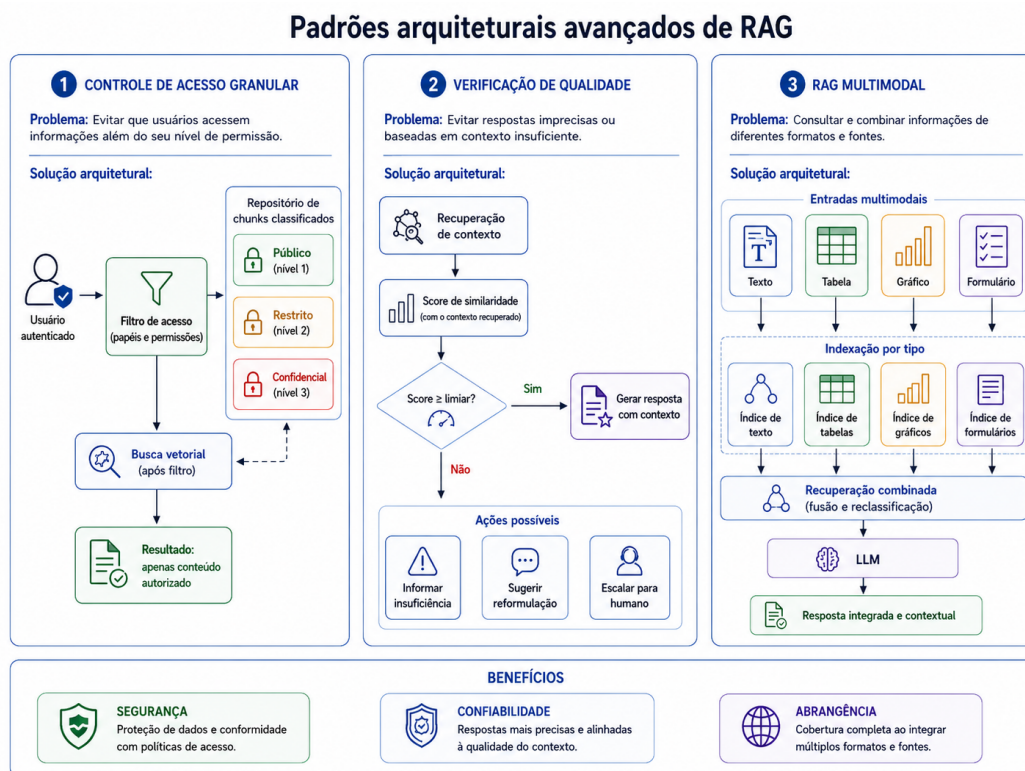 Padrões arquiteturais avançados de RAG
1 CONTROLE DE ACESSO GRANULAR
Problema: Evitar que usuários acessem
informações além do seu nível de permissão.
Solução arquitetural:
Usuário
autenticado
Filtro de acesso
(papéis e permissões)
Repositório de
chunks classificados
Público
(nível 1)
Restrito
(nível 2)
Confidencial
(nível 3)
Busca vetorial
(após filtro)
Resultado:
apenas conteúdo
autorizado
2 VERIFICAÇÃO DE QUALIDADE
Problema: Evitar respostas imprecisas ou
baseadas em contexto insuficiente.
Solução arquitetural:
Recuperação
de contexto
Score de similaridade
(com o contexto recuperado)
Score ≥ limiar?
Sim
Gerar resposta
com contexto
Não
Ações possíveis
Informar
insuficiência
Sugerir
reformulação
Escalar para
humano
3 RAG MULTIMODAL
Problema: Consultar e combinar informações de
diferentes formatos e fontes.
Solução arquitetural:
Entradas multimodais
T
Texto
Tabela
Gráfico
Formulário
Indexação por tipo
Índice de
texto
Índice de
tabelas
Índice de
gráficos
Índice de
formulários
Recuperação combinada
(fusão e reclassificação)
LLM
Resposta integrada e contextual
BENEFÍCIOS
SEGURANÇA
Proteção de dados e conformidade
com políticas de acesso.
CONFIABILIDADE
Respostas mais precisas e alinhadas
à qualidade do contexto.
ABRANGÊNCIA
Cobertura completa ao integrar
múltiplos formatos e fontes.